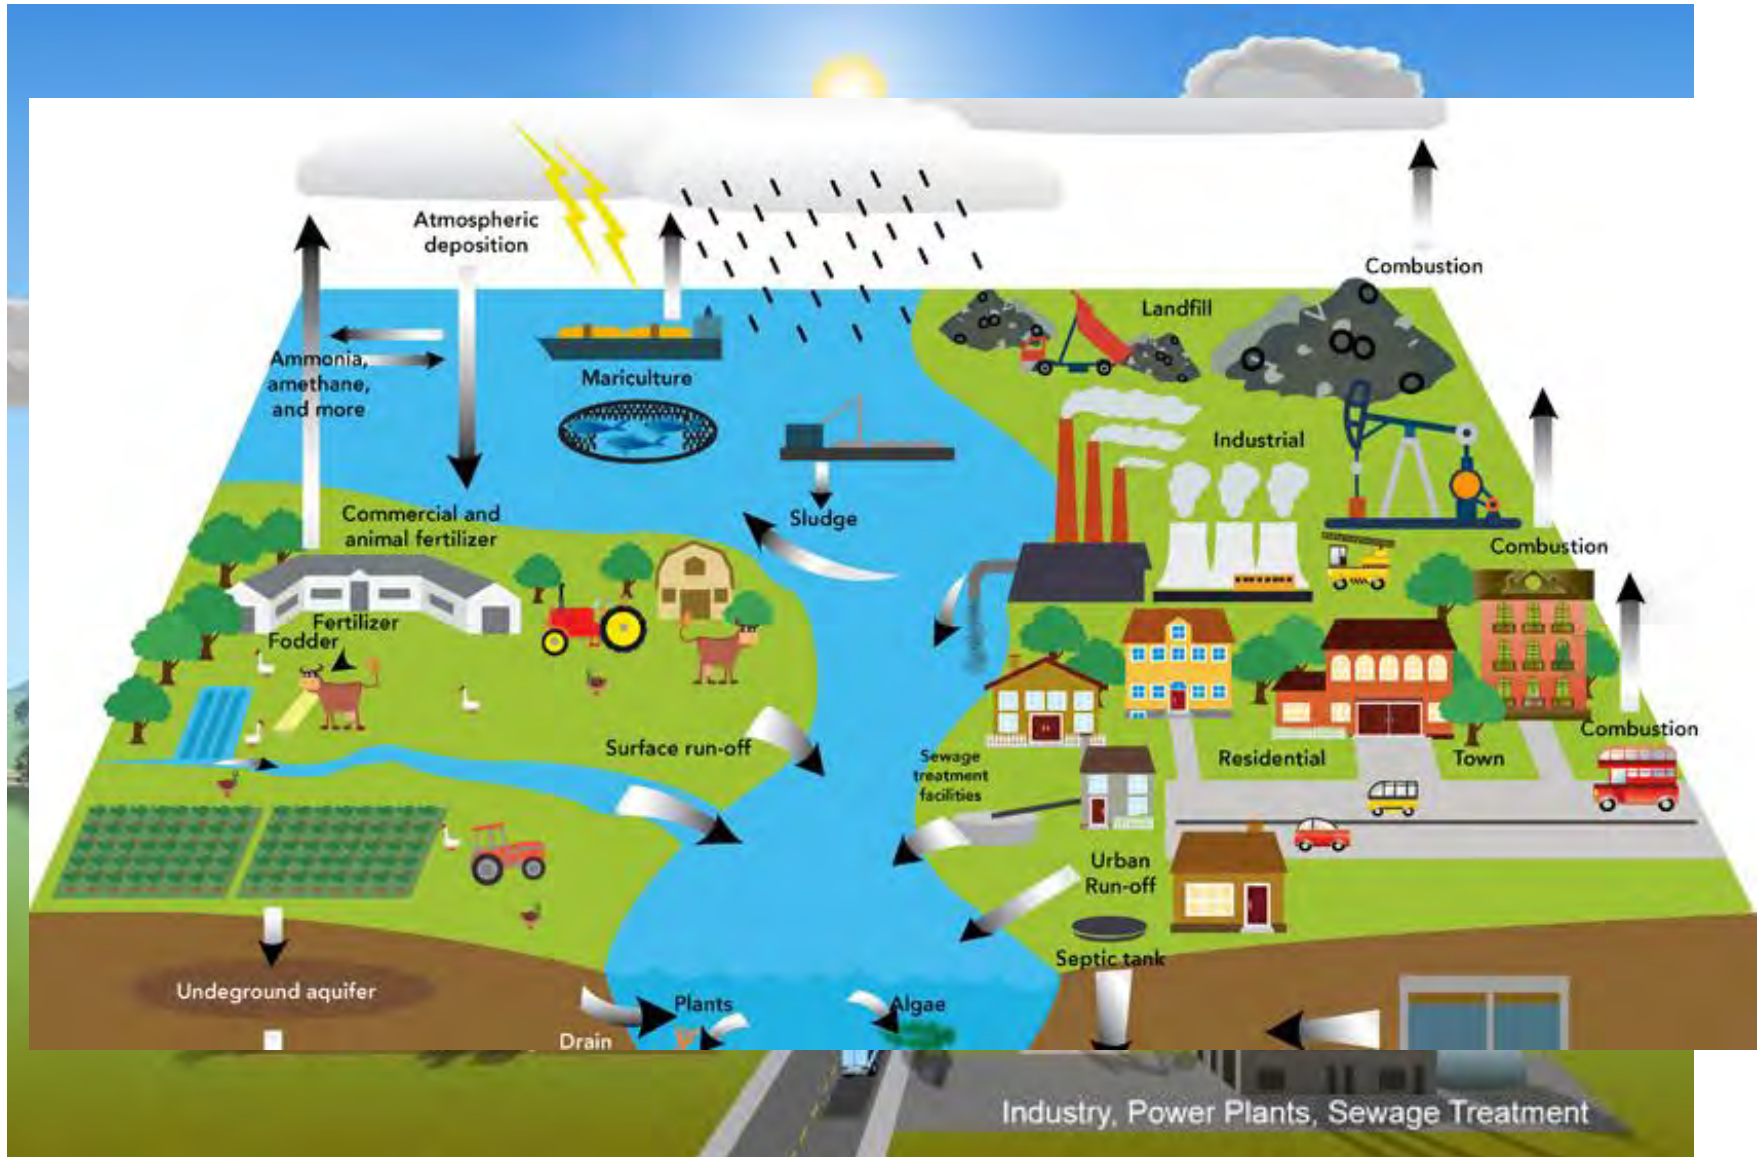 Atmospheric
deposition
Combustion
Landfill
Ammonia,
amethane,
and more
Mariculture
Industrial
Commercial and
animal fertilizer
Sludge
Combustion
Fertilizer
Fodder
Surface run-off
Sewage
treatment
facilities
Residential
Town
Combustion
Urban
Run-off
Septic tank
Undeground aquifer
Plants
Algae
Drain
Industry, Power Plants, Sewage Treatment